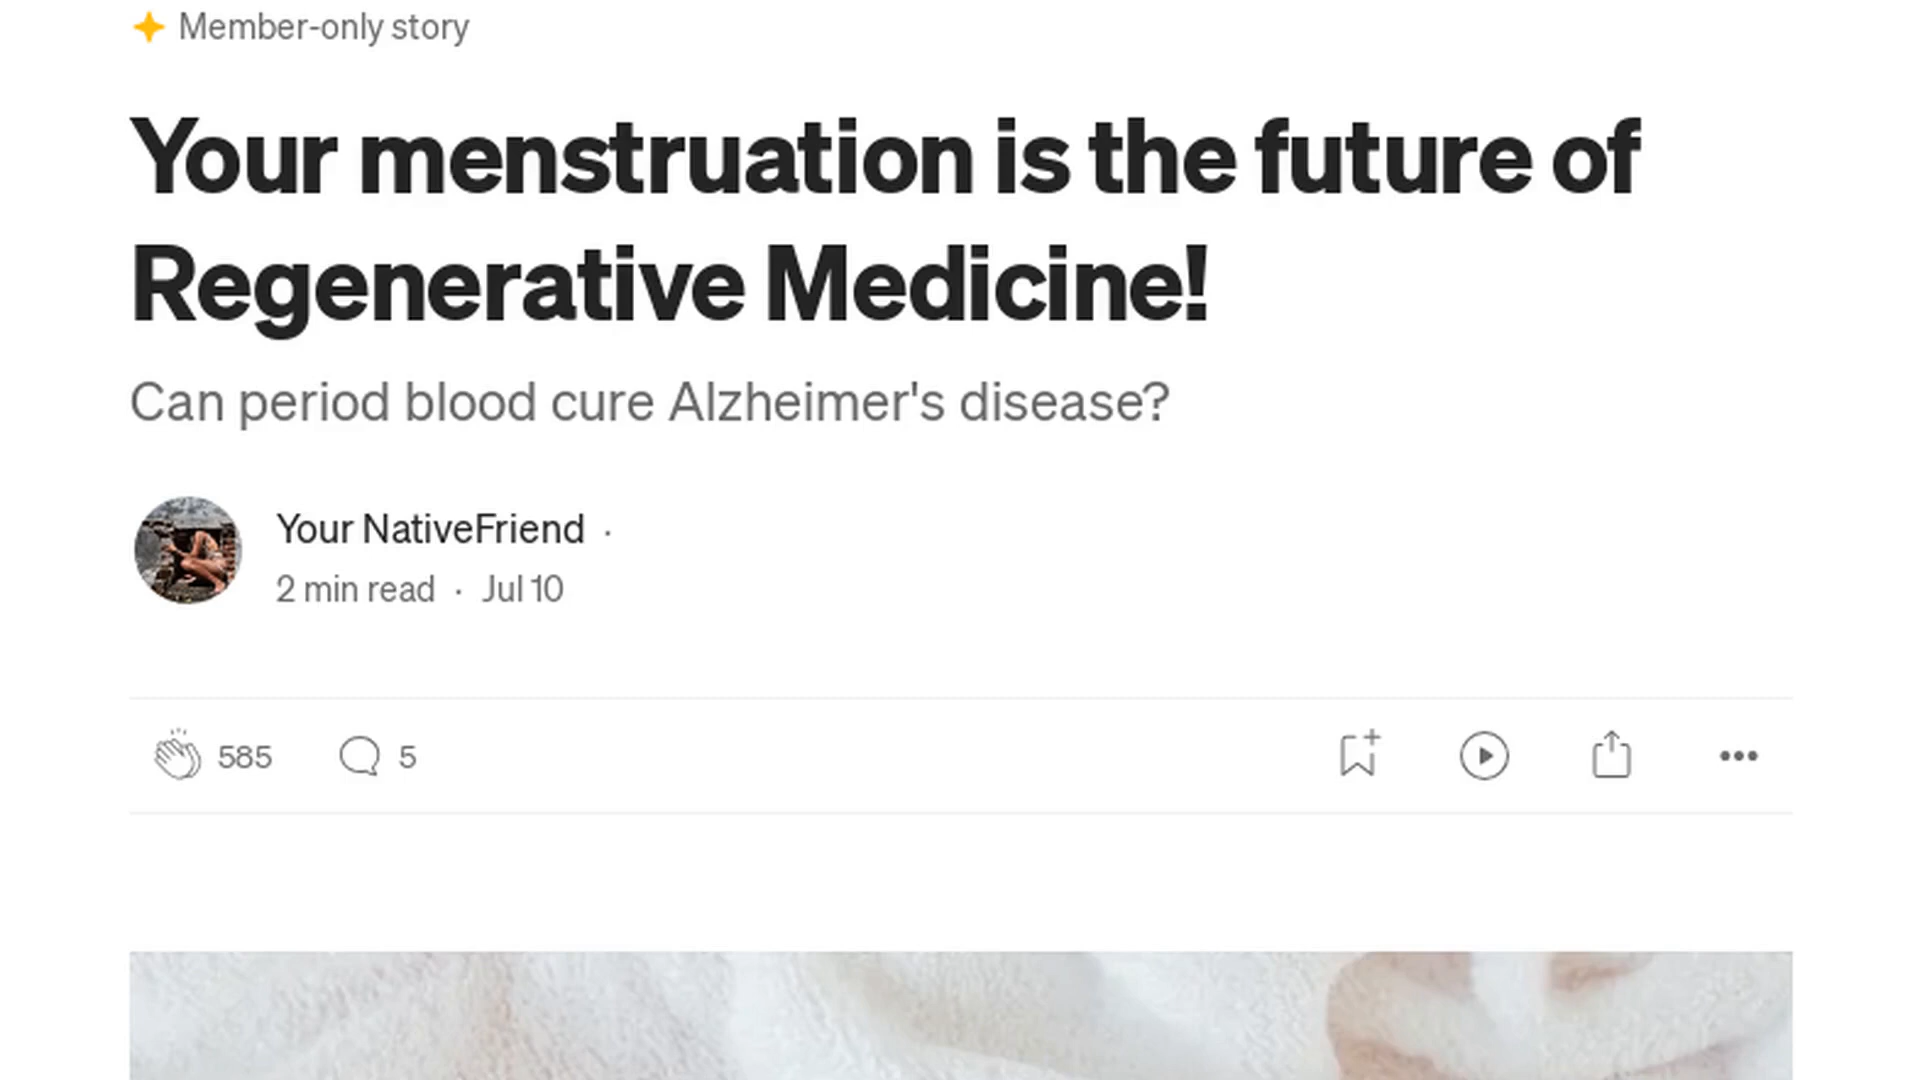 Member-only story
Your menstruation is the future of
Regenerative Medicine!
Can period blood cure Alzheimer's disease?
Your NativeFriend ·
2 min read · Jul 10
585 5